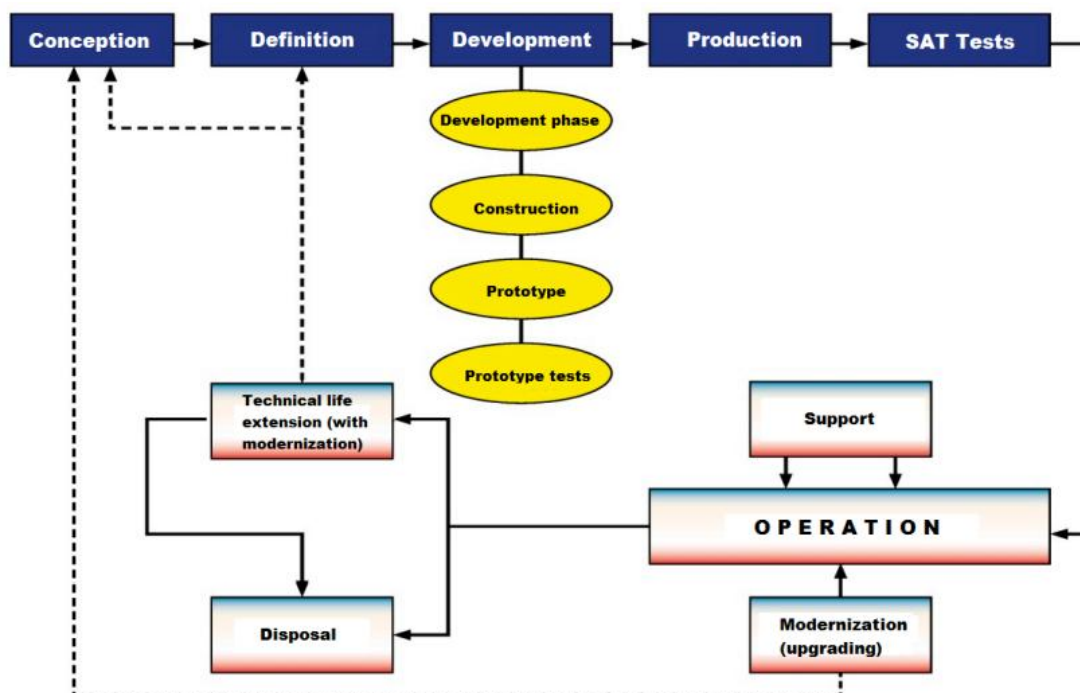 Conception
Definition
Development
Production
SAT Tests
Development phase
Construction
Prototype
Prototype tests
Technical life
extension (with
modernization)
Support
OPERATION
Disposal
Modernization
(upgrading)